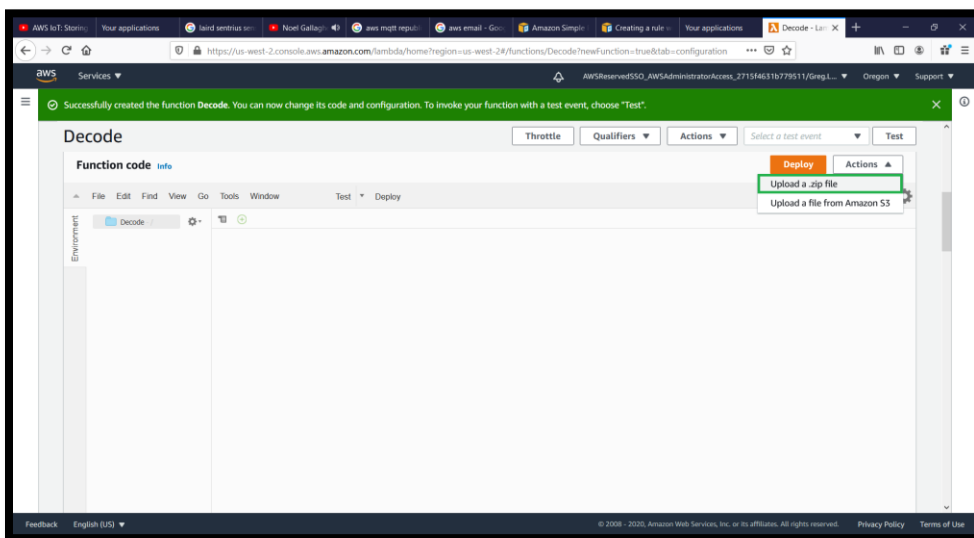 AWS IoT: Storing
Your applications
laird sentrius sens
Noel Gallaghe
aws mqtt republi
aws email - Goo
Amazon Simple
Creating a rule w
Your applications
Decode - Lam
https://us-west-2.console.aws.amazon.com/lambda/home?region=us-west-2#/functions/Decode?newFunction=true&tab=configuration
aws Services AWSReservedSSO_AWSAdministratorAccess_2715f4631b779511/Greg.L... Oregon Support
Successfully created the function Decode. You can now change its code and configuration. To invoke your function with a test event, choose "Test".
Decode Throttle Qualifiers Actions Select a test event Test
Function code Info Deploy Actions
Upload a .zip file
Upload a file from Amazon S3
File Edit Find View Go Tools Window Test Deploy
Environment
Decode - /
Feedback English (US) © 2008 - 2020, Amazon Web Services, Inc. or its affiliates. All rights reserved. Privacy Policy Terms of Use